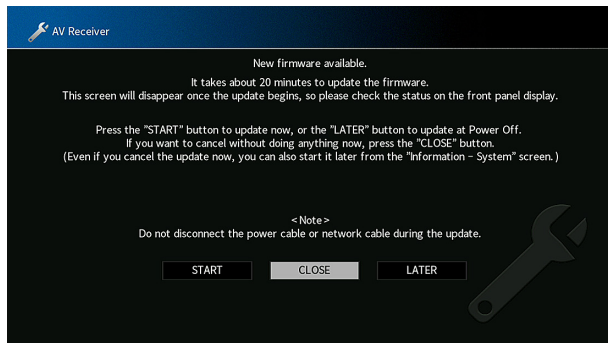 AV Receiver
New firmware available.
It takes about 20 minutes to update the firmware.
This screen will disappear once the update begins, so please check the status on the front panel display.
Press the ”START” button to update now, or the ”LATER” button to update at Power Off.
If you want to cancel without doing anything now, press the ”CLOSE” button.
(Even if you cancel the update now, you can also start it later from the ”Information – System” screen.)
<Note>
Do not disconnect the power cable or network cable during the update.
START CLOSE LATER